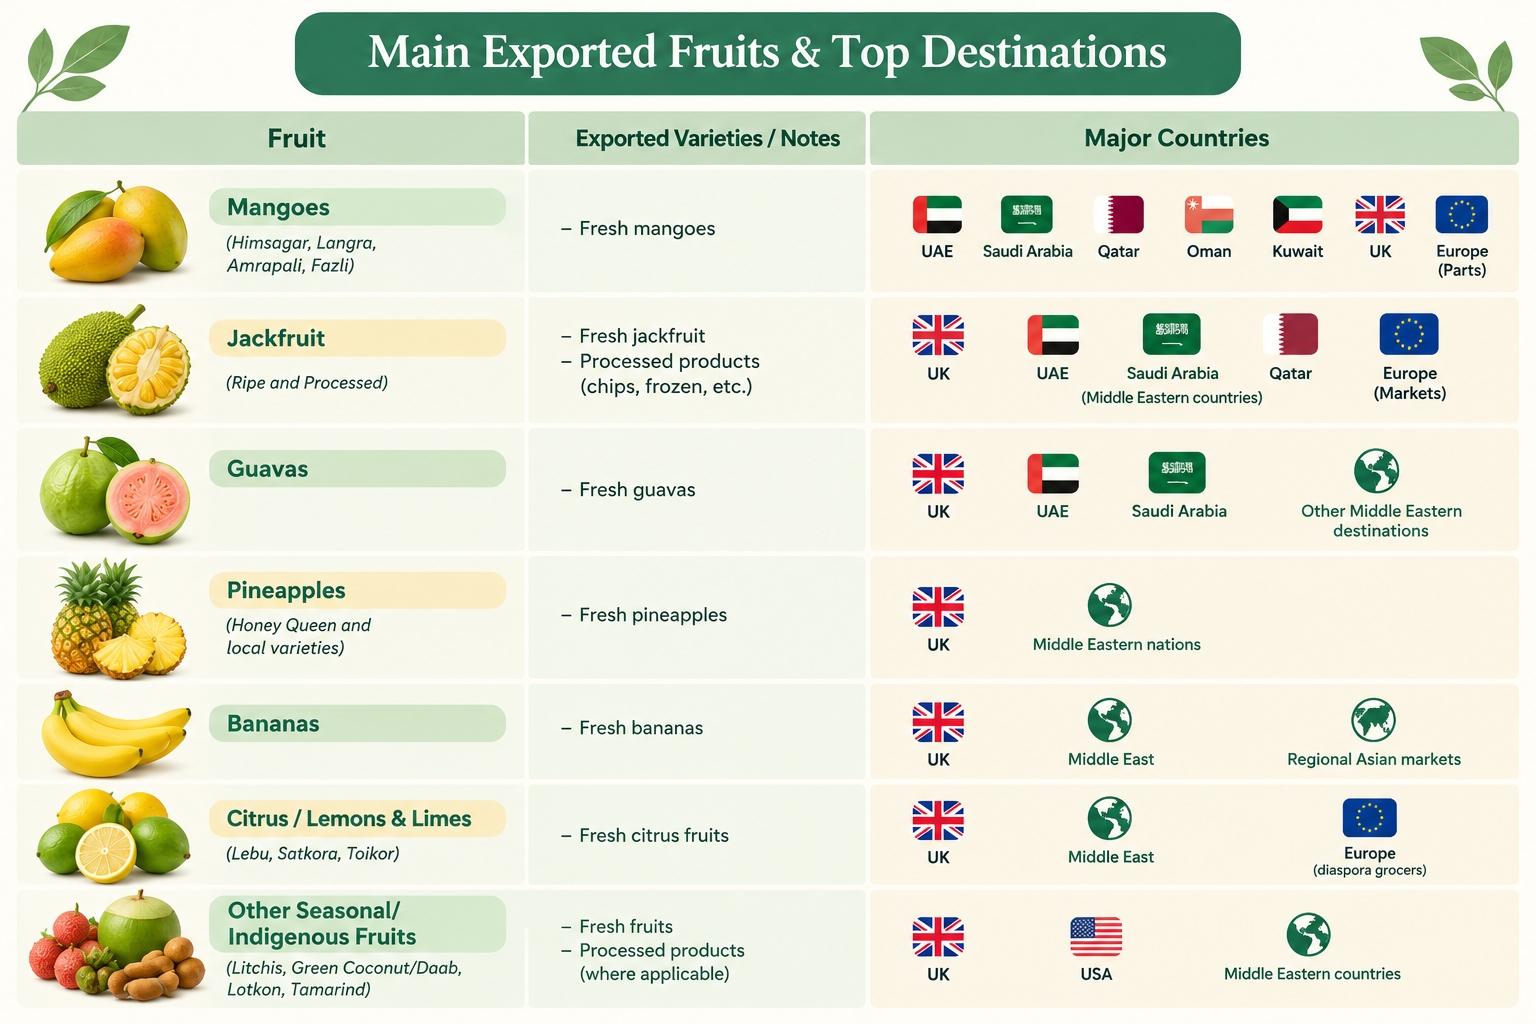 Main Exported Fruits & Top Destinations
Fruit
Exported Varieties / Notes
Major Countries
Mangoes
(Himsagar, Langra,
Amrapali, Fazli)
– Fresh mangoes
UAE
Saudi Arabia
Qatar
Oman
Kuwait
UK
Europe
(Parts)
Jackfruit
(Ripe and Processed)
– Fresh jackfruit
– Processed products
(chips, frozen, etc.)
UK
UAE
Saudi Arabia
Qatar
(Middle Eastern countries)
Europe
(Markets)
Guavas
– Fresh guavas
UK
UAE
Saudi Arabia
Other Middle Eastern
destinations
Pineapples
(Honey Queen and
local varieties)
– Fresh pineapples
UK
Middle Eastern nations
Bananas
– Fresh bananas
UK
Middle East
Regional Asian markets
Citrus / Lemons & Limes
(Lebu, Satkora, Toikor)
– Fresh citrus fruits
UK
Middle East
Europe
(diaspora grocers)
Other Seasonal/
Indigenous Fruits
(Litchis, Green Coconut/Daab,
Lotkon, Tamarind)
– Fresh fruits
– Processed products
(where applicable)
UK
USA
Middle Eastern countries